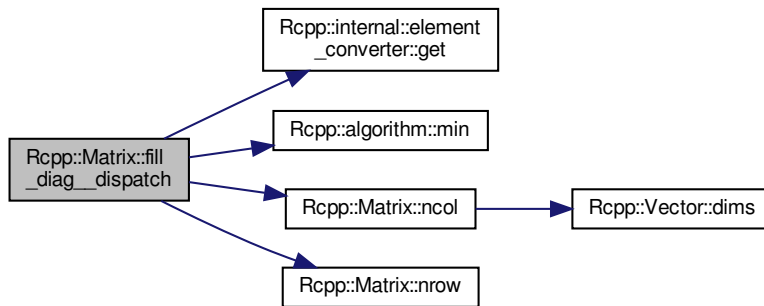 Rcpp::internal::element
_converter::get
Rcpp::algorithm::min
Rcpp::Matrix::fill
_diag__dispatch
Rcpp::Matrix::ncol
Rcpp::Vector::dims
Rcpp::Matrix::nrow